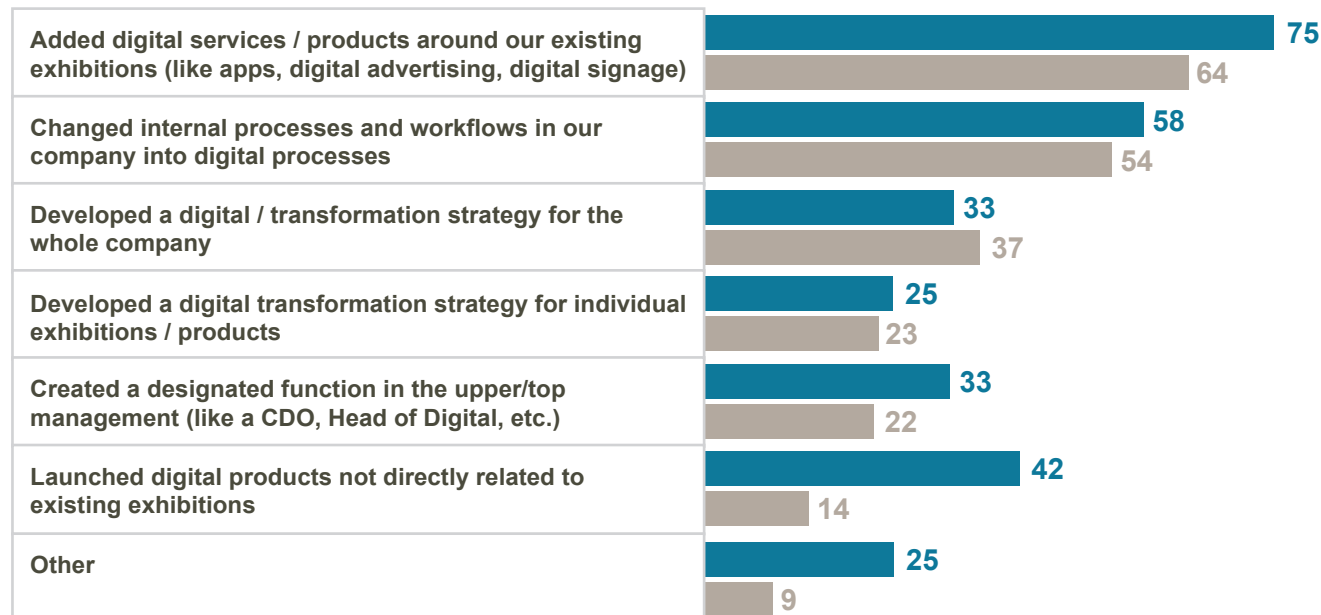 Added digital services / products around our existing
exhibitions (like apps, digital advertising, digital signage)
75
64
Changed internal processes and workflows in our
company into digital processes
58
54
Developed a digital / transformation strategy for the
whole company
33
37
Developed a digital transformation strategy for individual
exhibitions / products
25
23
Created a designated function in the upper/top
management (like a CDO, Head of Digital, etc.)
33
22
Launched digital products not directly related to
existing exhibitions
42
14
Other
25
9